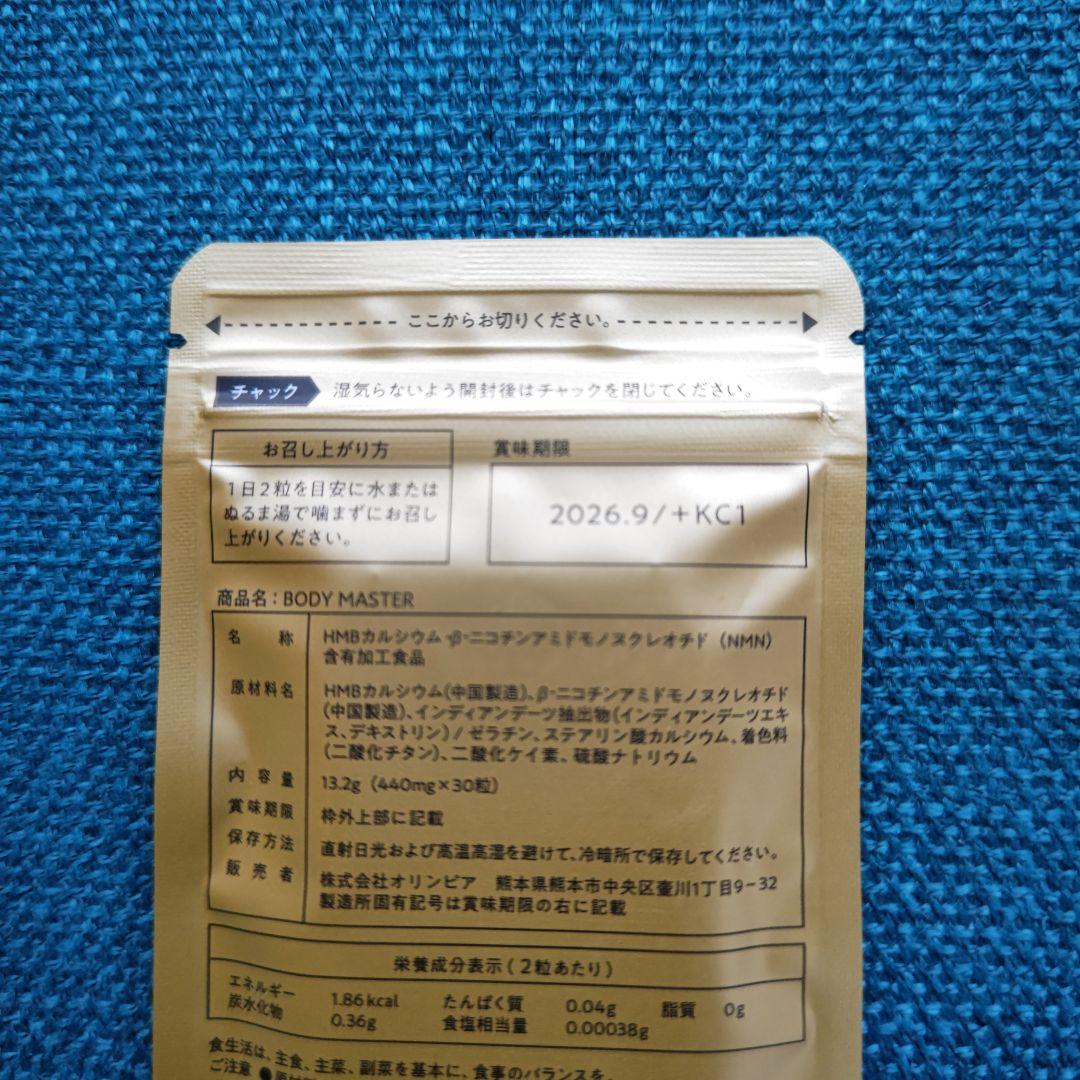 ここからお切りください。
チャック 湿気らないよう開封後はチャックを閉じてください。
お召し上がり方
1日2粒を目安に水または
ぬるま湯で噛まずにお召し
上がりください。
賞味期限
2026.9/+KC1
商品名:BODY MASTER
名称 HMBカルシウム・β-ニコチンアミドモノヌクレオチド(NMN)
含有加工食品
原材料名 HMBカルシウム(中国製造)、β-ニコチンアミドモノヌクレオチド
(中国製造)、インディアンデーツ抽出物(インディアンデーツエキ
ス、デキストリン)/ゼラチン、ステアリン酸カルシウム、着色料
(二酸化チタン)、二酸化ケイ素、硫酸ナトリウム
内容量 13.2g(440mg×30粒)
賞味期限 枠外上部に記載
保存方法 直射日光および高温高湿を避けて、冷暗所で保存してください。
販売者 株式会社オリンピア 熊本県熊本市中央区壷川1丁目9-32
製造所固有記号は賞味期限の右に記載
栄養成分表示(2粒あたり)
エネルギー 1.86kcal たんぱく質 0.04g 脂質 0g
炭水化物 0.36g 食塩相当量 0.00038g
食生活は、主食、主菜、副菜を基本に、食事のバランスを。
ご注意